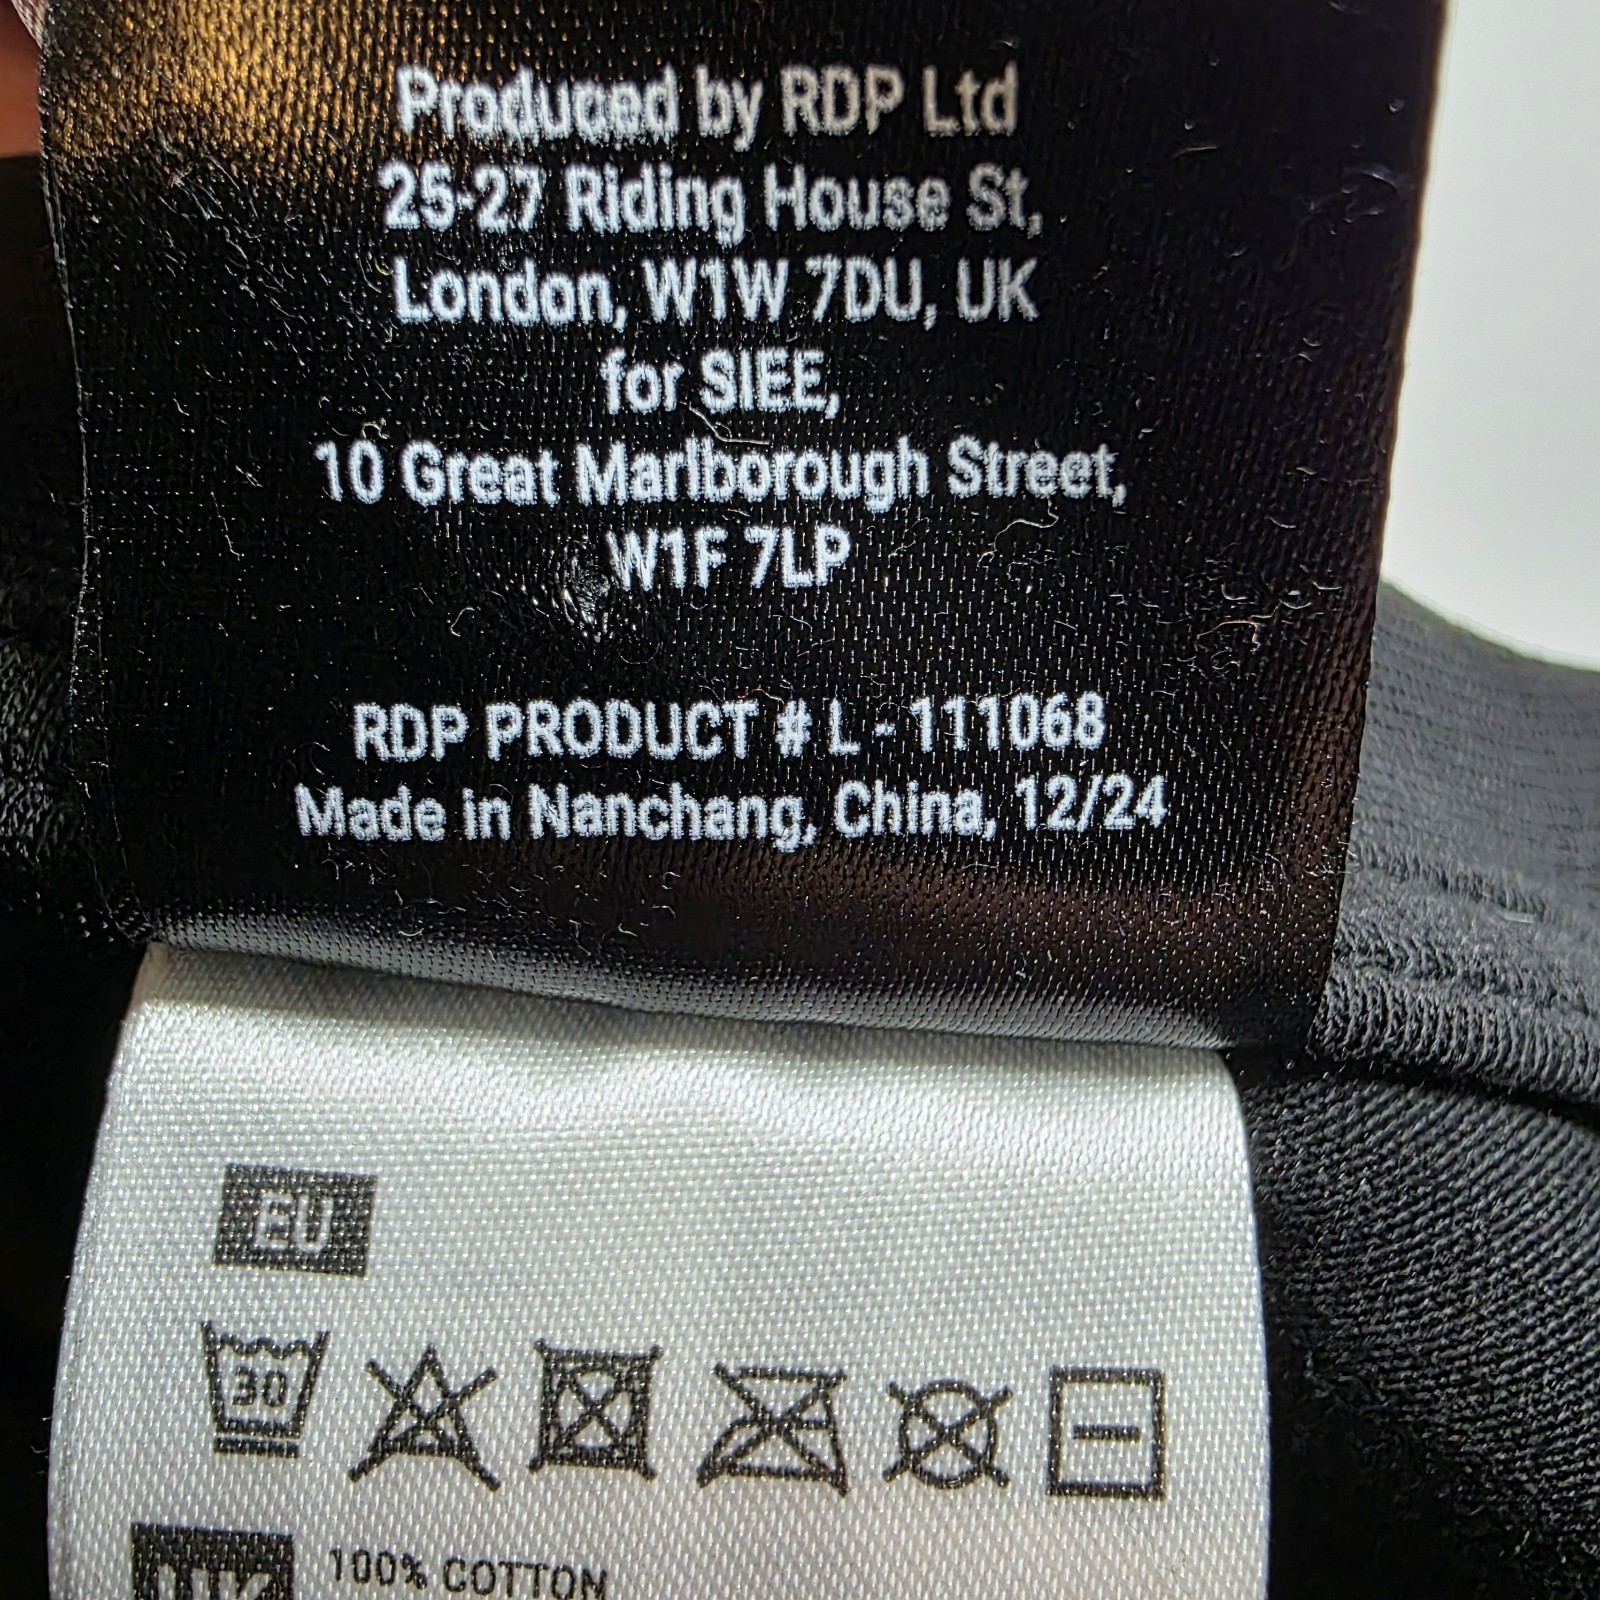 Produced by RDP Ltd
25-27 Riding House St,
London, W1W 7DU, UK
for SIEE,
10 Great Marlborough Street,
W1F 7LP
RDP PRODUCT # L - 111068
Made in Nanchang, China, 12/24
EU
30
100% COTTON